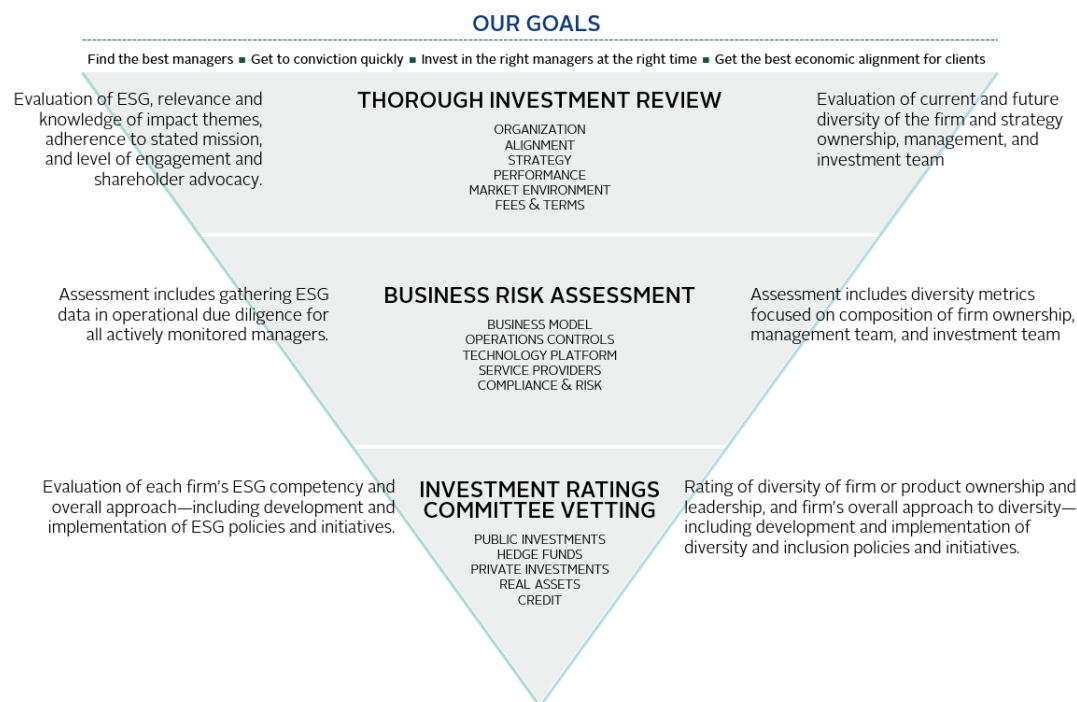 OUR GOALS
Find the best managers ■ Get to conviction quickly ■ Invest in the right managers at the right time ■ Get the best economic alignment for clients
Evaluation of ESG, relevance and
knowledge of impact themes,
adherence to stated mission,
and level of engagement and
shareholder advocacy.
THOROUGH INVESTMENT REVIEW
ORGANIZATION
ALIGNMENT
STRATEGY
PERFORMANCE
MARKET ENVIRONMENT
FEES & TERMS
Evaluation of current and future
diversity of the firm and strategy
ownership, management, and
investment team
Assessment includes gathering ESG
data in operational due diligence for
all actively monitored managers.
BUSINESS RISK ASSESSMENT
BUSINESS MODEL
OPERATIONS CONTROLS
TECHNOLOGY PLATFORM
SERVICE PROVIDERS
COMPLIANCE & RISK
Assessment includes diversity metrics
focused on composition of firm ownership,
management team, and investment team
Evaluation of each firm's ESG competency and
overall approach—including development and
implementation of ESG policies and initiatives.
INVESTMENT RATINGS
COMMITTEE VETTING
PUBLIC INVESTMENTS
HEDGE FUNDS
PRIVATE INVESTMENTS
REAL ASSETS
CREDIT
Rating of diversity of firm or product ownership and
leadership, and firm's overall approach to diversity—
including development and implementation of
diversity and inclusion policies and initiatives.